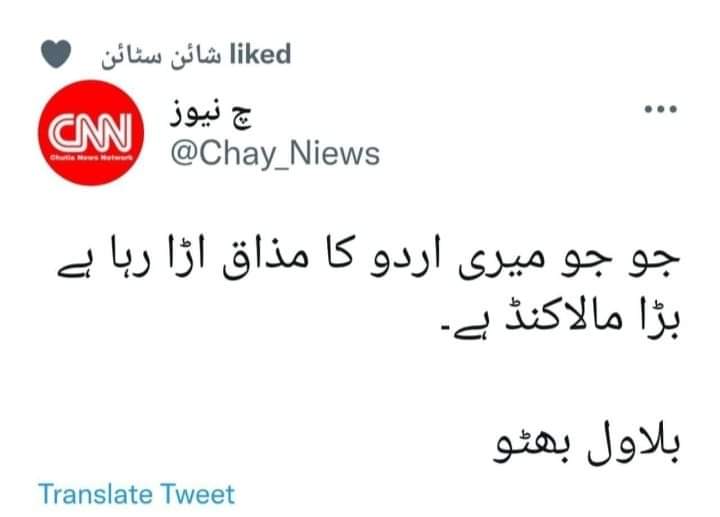 شائن سٹائن liked
CNN
Chutia News Network
چ نیوز
@Chay_Niews
جو جو میری اردو کا مذاق اڑا رہا ہے
بڑا مالاکنڈ ہے۔
بلاول بھٹو
Translate Tweet